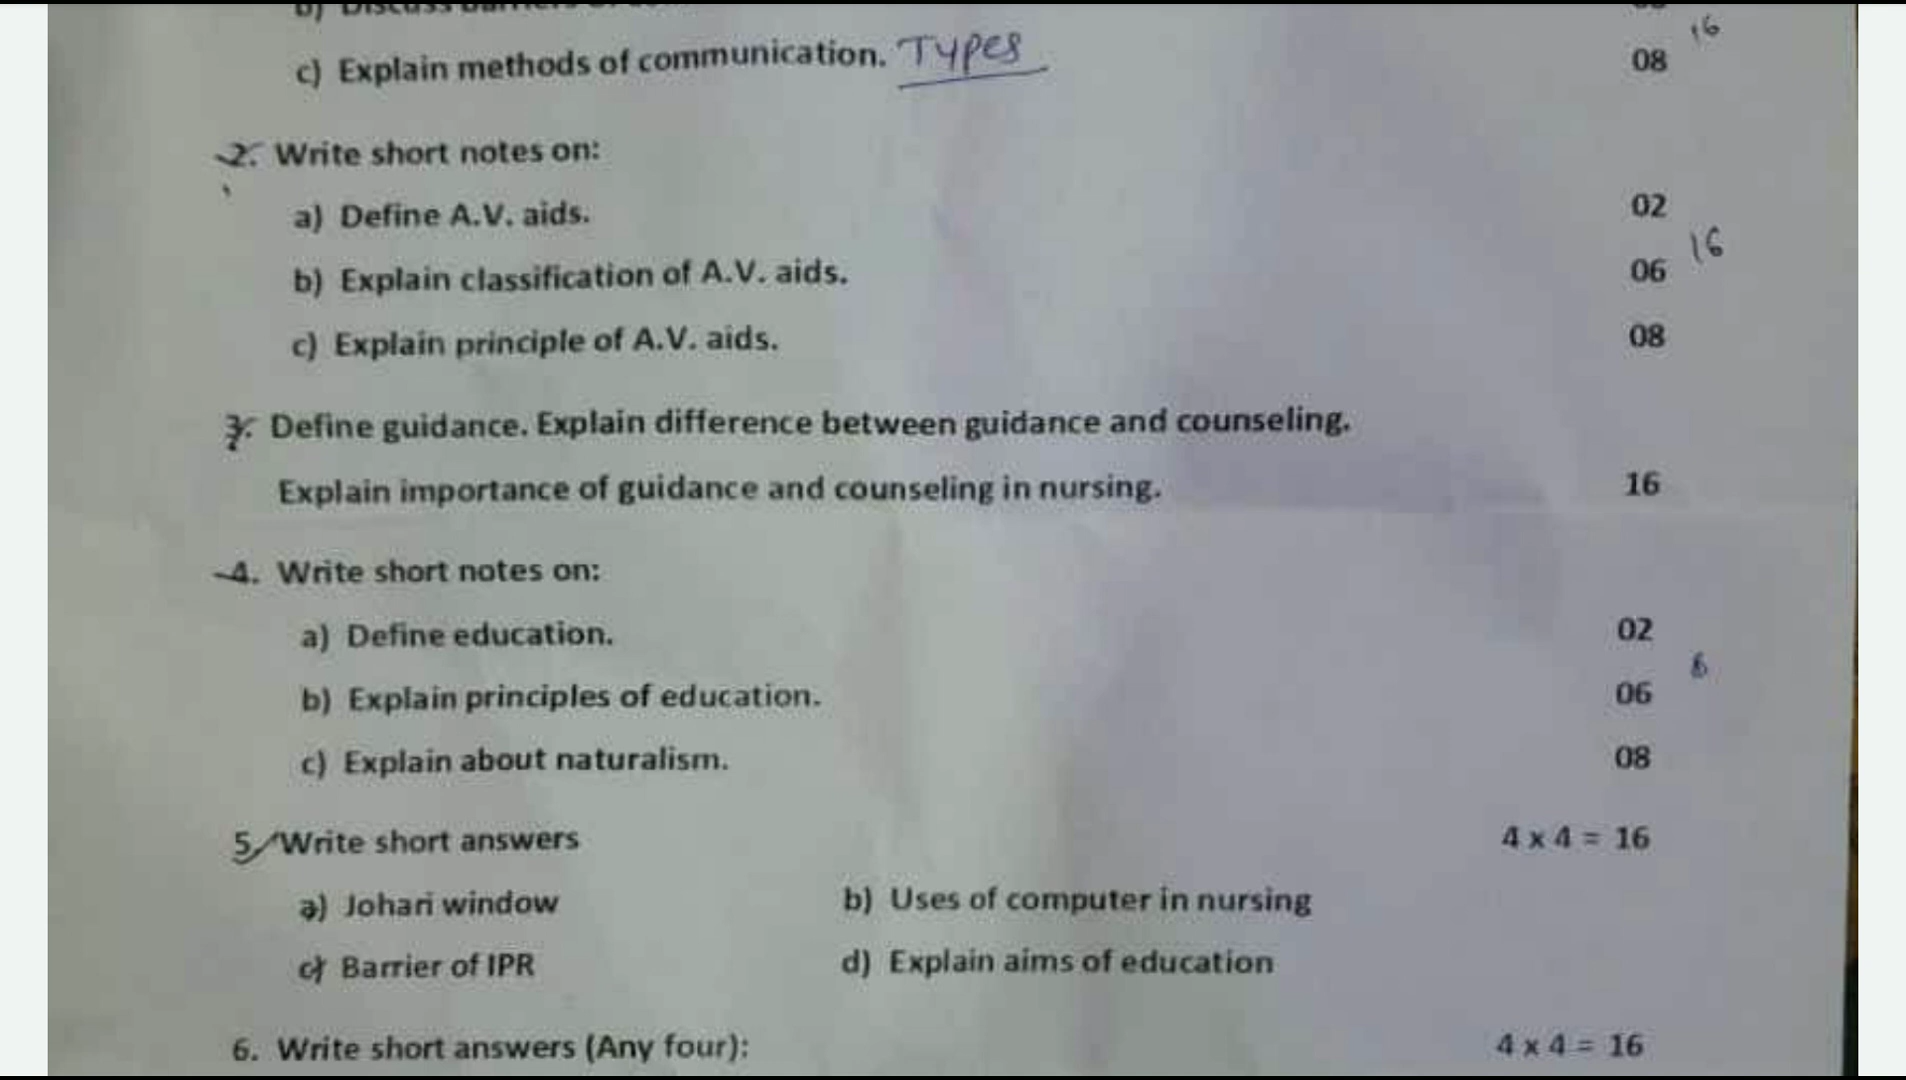 b) Discuss
c) Explain methods of communication. Types 08 16
2. Write short notes on:
a) Define A.V. aids. 02
b) Explain classification of A.V. aids. 06 16
c) Explain principle of A.V. aids. 08
3. Define guidance. Explain difference between guidance and counseling.
Explain importance of guidance and counseling in nursing. 16
4. Write short notes on:
a) Define education. 02
b) Explain principles of education. 06 6
c) Explain about naturalism. 08
5. Write short answers 4 x 4 = 16
a) Johari window b) Uses of computer in nursing
c) Barrier of IPR d) Explain aims of education
6. Write short answers (Any four): 4 x 4 = 16